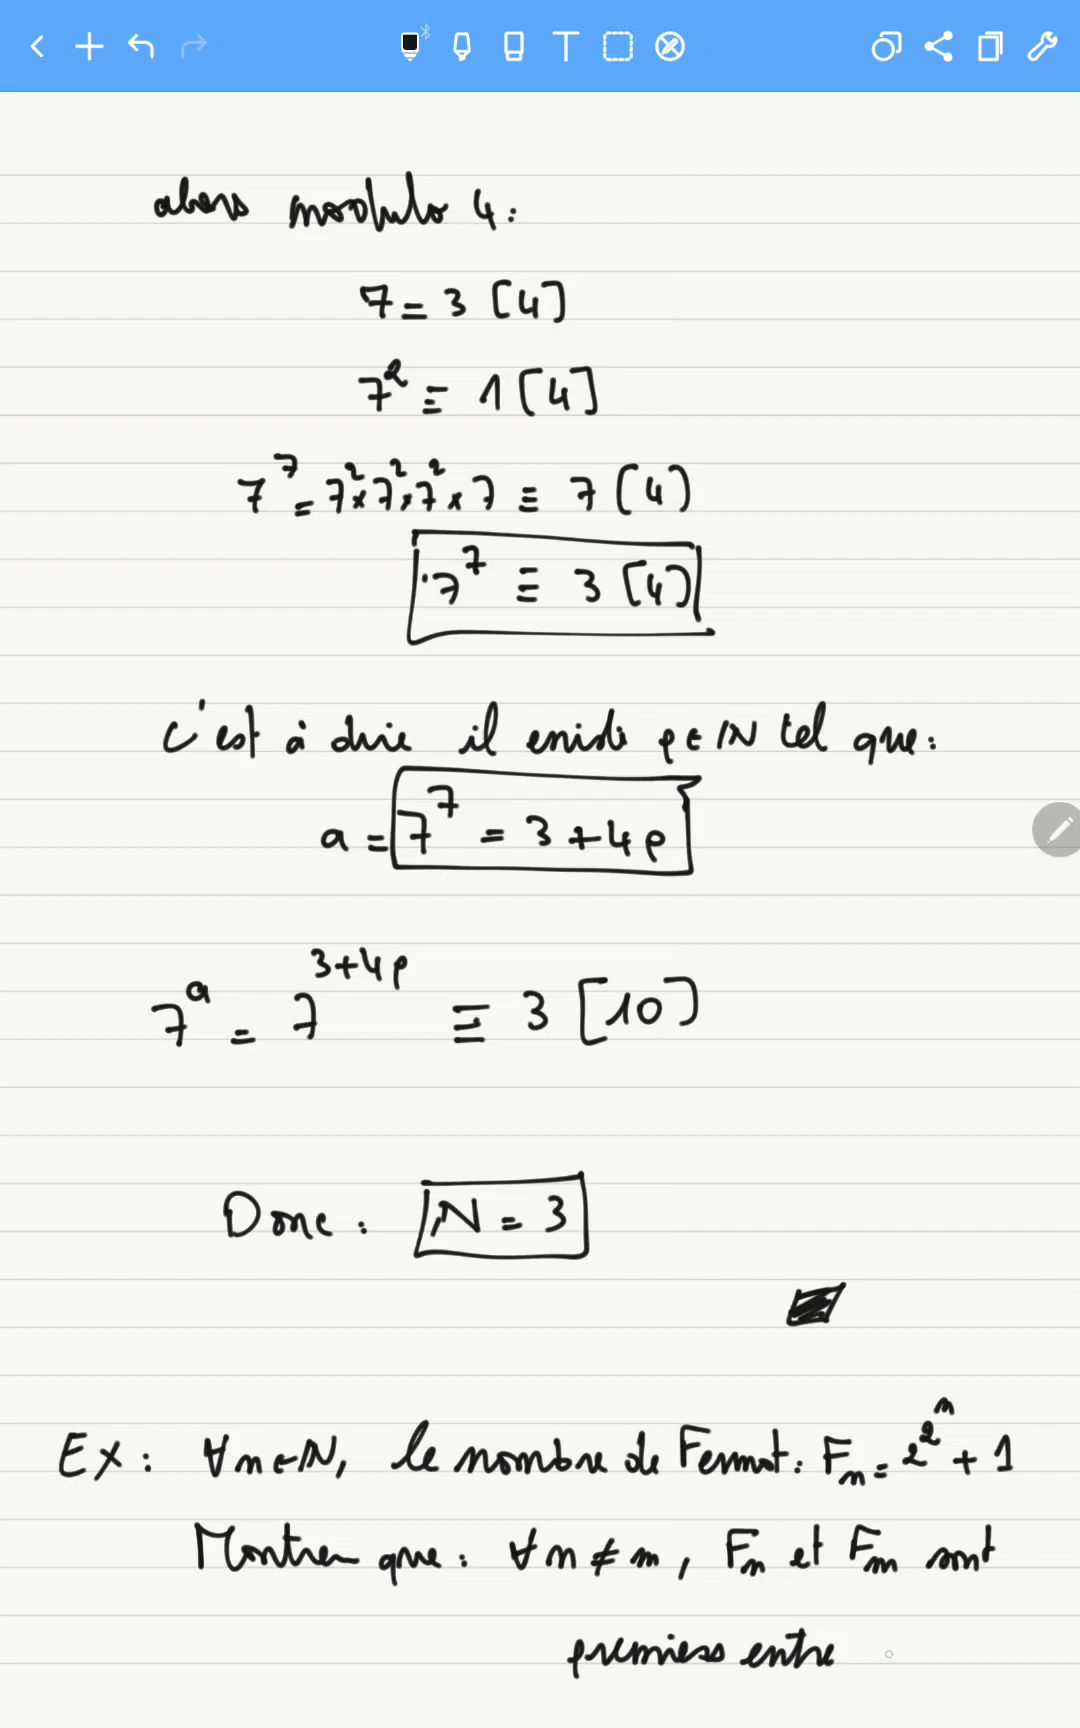 alors modulo 4:
7 = 3 [4]
7² ≡ 1 [4]
7⁷ = 7² × 7² × 7² × 7 ≡ 7 [4]
7⁷ ≡ 3 [4]
c'est à dire il existe p ∈ ℕ tel que:
a = 7⁷ = 3 + 4p
7^a = 7^(3+4p) ≡ 3 [10]
Donc: N = 3
Ex: ∀n ∈ ℕ, le nombre de Fermat: Fₙ = 2^(2^n) + 1
Montrer que: ∀ n ≠ m, Fₙ et Fₘ sont
premiers entre